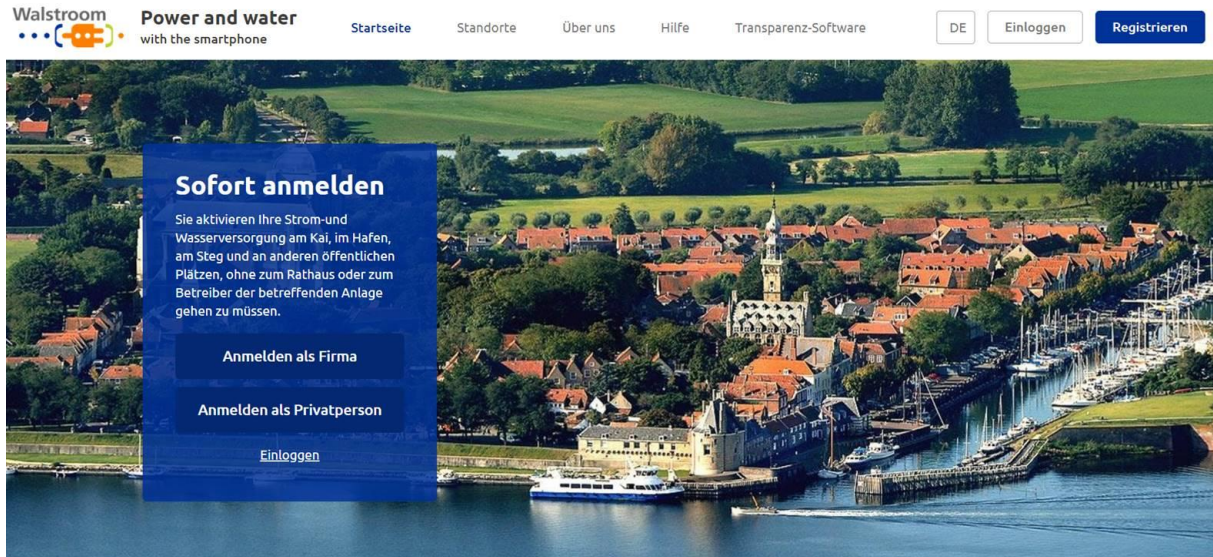 Walstroom
Power and water
with the smartphone
Startseite
Standorte
Über uns
Hilfe
Transparenz-Software
DE
Einloggen
Registrieren
Sofort anmelden
Sie aktivieren Ihre Strom-und
Wasserversorgung am Kai, im Hafen,
am Steg und an anderen öffentlichen
Plätzen, ohne zum Rathaus oder zum
Betreiber der betreffenden Anlage
gehen zu müssen.
Anmelden als Firma
Anmelden als Privatperson
Einloggen